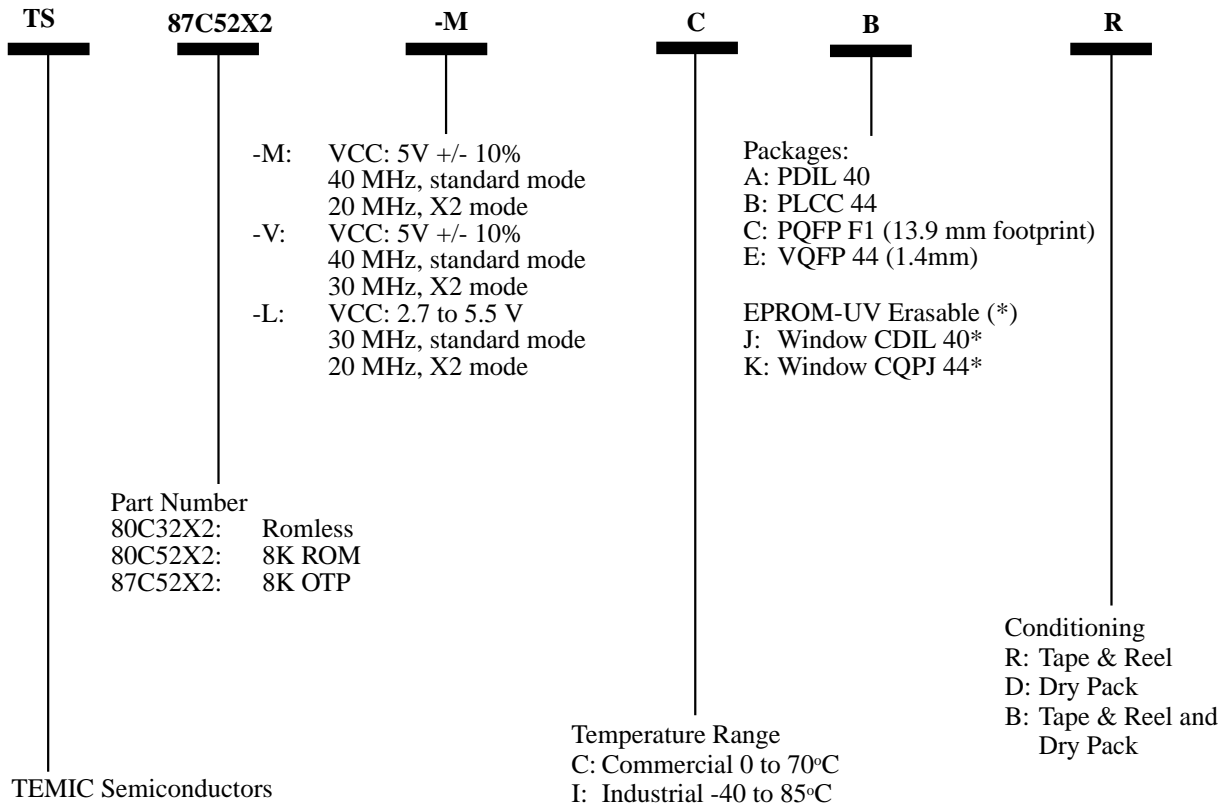 TS 87C52X2 -M C B R
-M: VCC: 5V +/- 10%
40 MHz, standard mode
20 MHz, X2 mode
-V: VCC: 5V +/- 10%
40 MHz, standard mode
30 MHz, X2 mode
-L: VCC: 2.7 to 5.5 V
30 MHz, standard mode
20 MHz, X2 mode
Packages:
A: PDIL 40
B: PLCC 44
C: PQFP F1 (13.9 mm footprint)
E: VQFP 44 (1.4mm)
EPROM-UV Erasable (*)
J: Window CDIL 40*
K: Window CQPJ 44*
Part Number
80C32X2: Romless
80C52X2: 8K ROM
87C52X2: 8K OTP
Conditioning
R: Tape & Reel
D: Dry Pack
B: Tape & Reel and
Dry Pack
Temperature Range
C: Commercial 0 to 70°C
I: Industrial -40 to 85°C
TEMIC Semiconductors